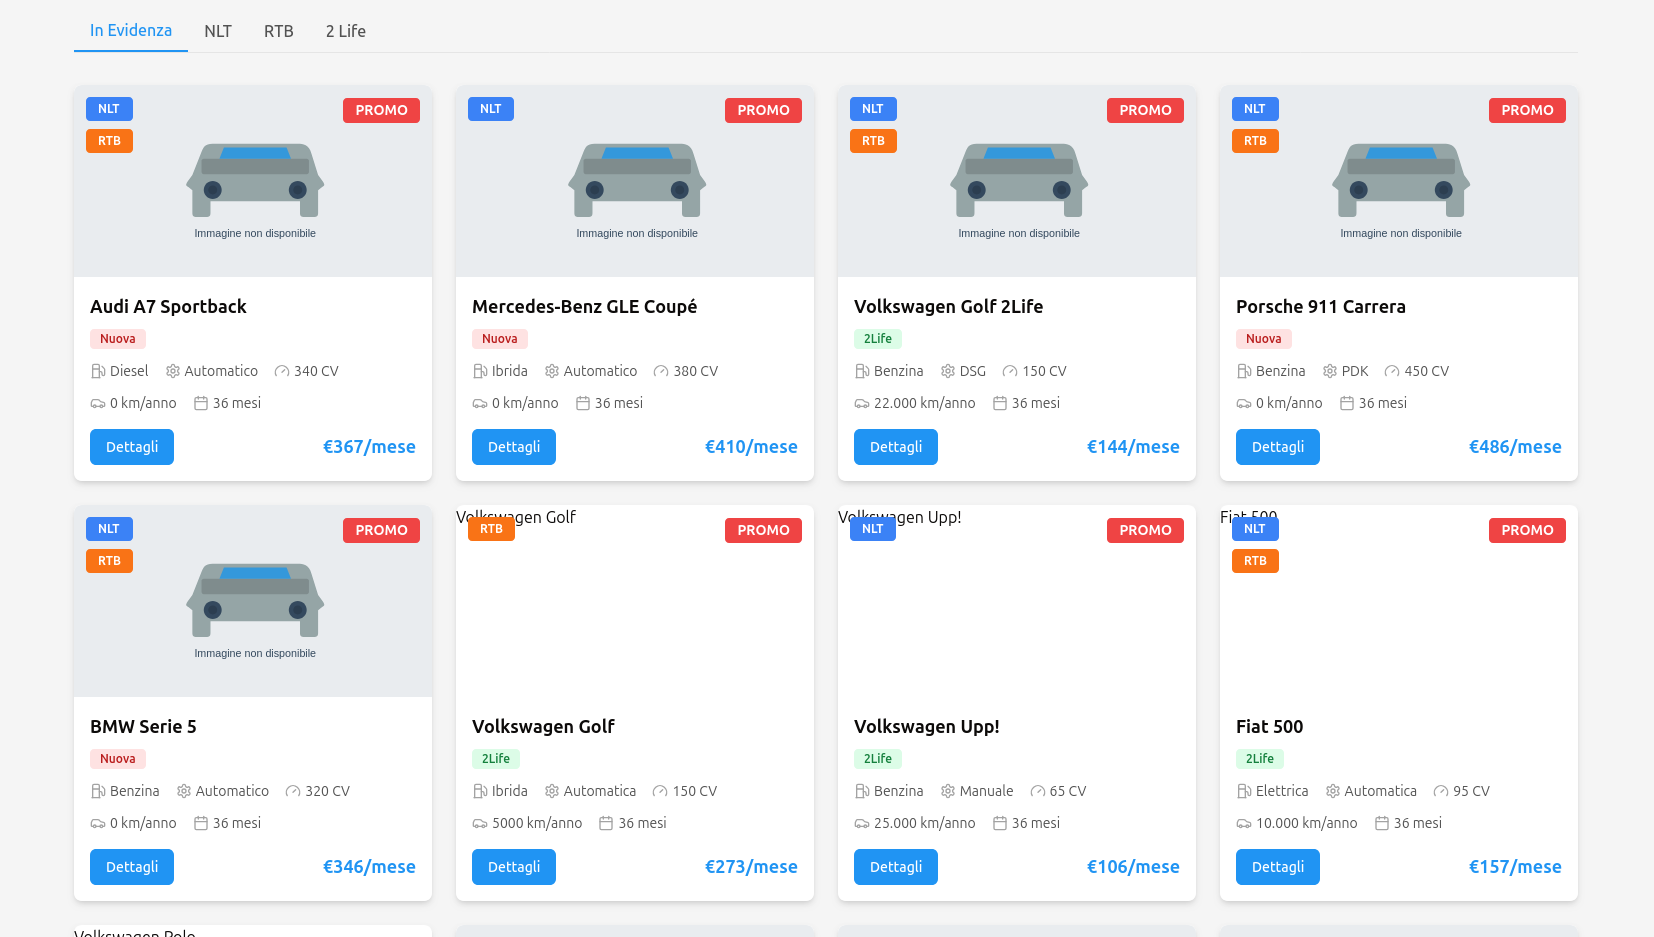 In Evidenza NLT RTB 2 Life
NLT
PROMO
RTB
Immagine non disponibile
Audi A7 Sportback
Nuova
Diesel Automatico 340 CV
0 km/anno 36 mesi
Dettagli €367/mese
NLT
PROMO
Immagine non disponibile
Mercedes-Benz GLE Coupé
Nuova
Ibrida Automatico 380 CV
0 km/anno 36 mesi
Dettagli €410/mese
NLT
PROMO
RTB
Immagine non disponibile
Volkswagen Golf 2Life
2Life
Benzina DSG 150 CV
22.000 km/anno 36 mesi
Dettagli €144/mese
NLT
PROMO
RTB
Immagine non disponibile
Porsche 911 Carrera
Nuova
Benzina PDK 450 CV
0 km/anno 36 mesi
Dettagli €486/mese
NLT
PROMO
RTB
Immagine non disponibile
BMW Serie 5
Nuova
Benzina Automatico 320 CV
0 km/anno 36 mesi
Dettagli €346/mese
Volkswagen Golf
RTB
PROMO
Volkswagen Golf
2Life
Ibrida Automatica 150 CV
5000 km/anno 36 mesi
Dettagli €273/mese
Volkswagen Upp!
NLT
PROMO
Volkswagen Upp!
2Life
Benzina Manuale 65 CV
25.000 km/anno 36 mesi
Dettagli €106/mese
Fiat 500
NLT
PROMO
RTB
Fiat 500
2Life
Elettrica Automatica 95 CV
10.000 km/anno 36 mesi
Dettagli €157/mese
Volkswagen Polo